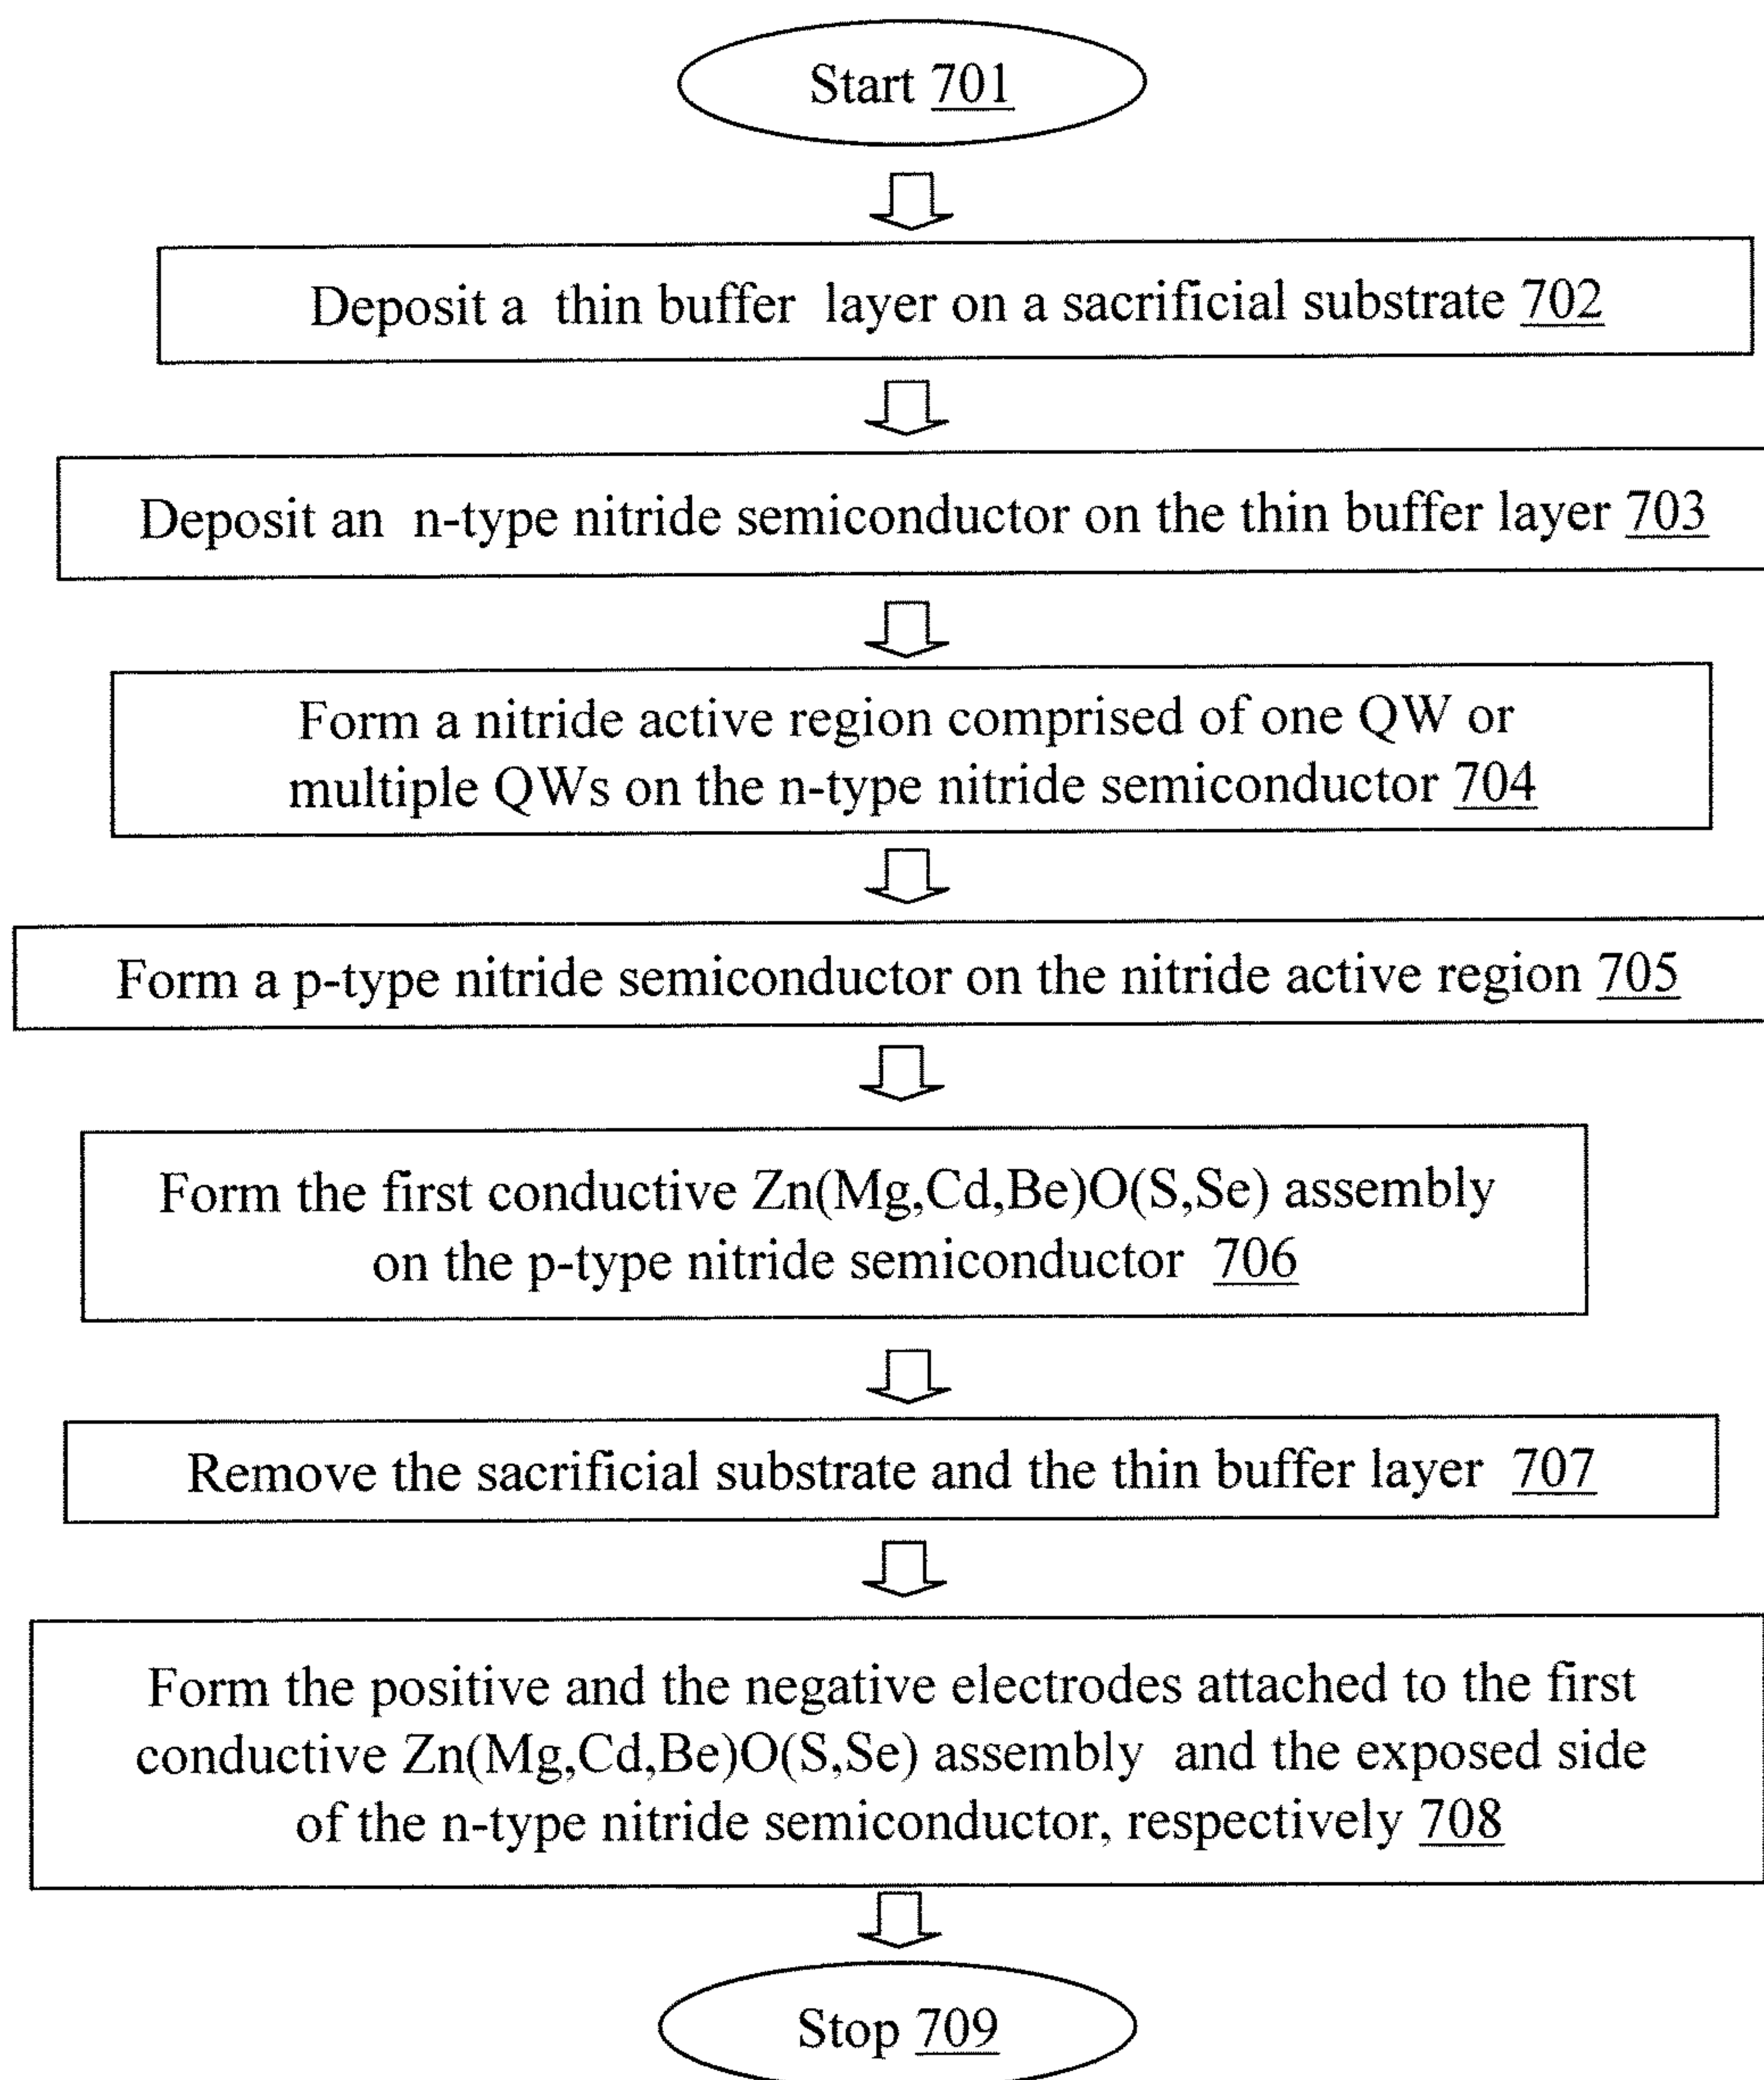 Start 701
Deposit a thin buffer layer on a sacrificial substrate 702
Deposit an n-type nitride semiconductor on the thin buffer layer 703
Form a nitride active region comprised of one QW or
multiple QWs on the n-type nitride semiconductor 704
Form a p-type nitride semiconductor on the nitride active region 705
Form the first conductive Zn(Mg,Cd,Be)O(S,Se) assembly
on the p-type nitride semiconductor 706
Remove the sacrificial substrate and the thin buffer layer 707
Form the positive and the negative electrodes attached to the first
conductive Zn(Mg,Cd,Be)O(S,Se) assembly and the exposed side
of the n-type nitride semiconductor, respectively 708
Stop 709